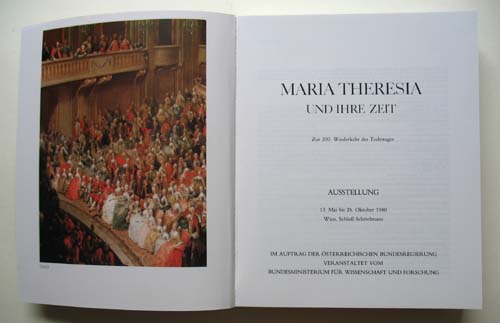 MARIA THERESIA
UND IHRE ZEIT
Zur 200. Wiederkehr des Todestages
AUSSTELLUNG
13. Mai bis 26. Oktober 1980
Wien, Schloß Schönbrunn
IM AUFTRAG DER ÖSTERREICHISCHEN BUNDESREGIERUNG
VERANSTALTET VOM
BUNDESMINISTERIUM FÜR WISSENSCHAFT UND FORSCHUNG